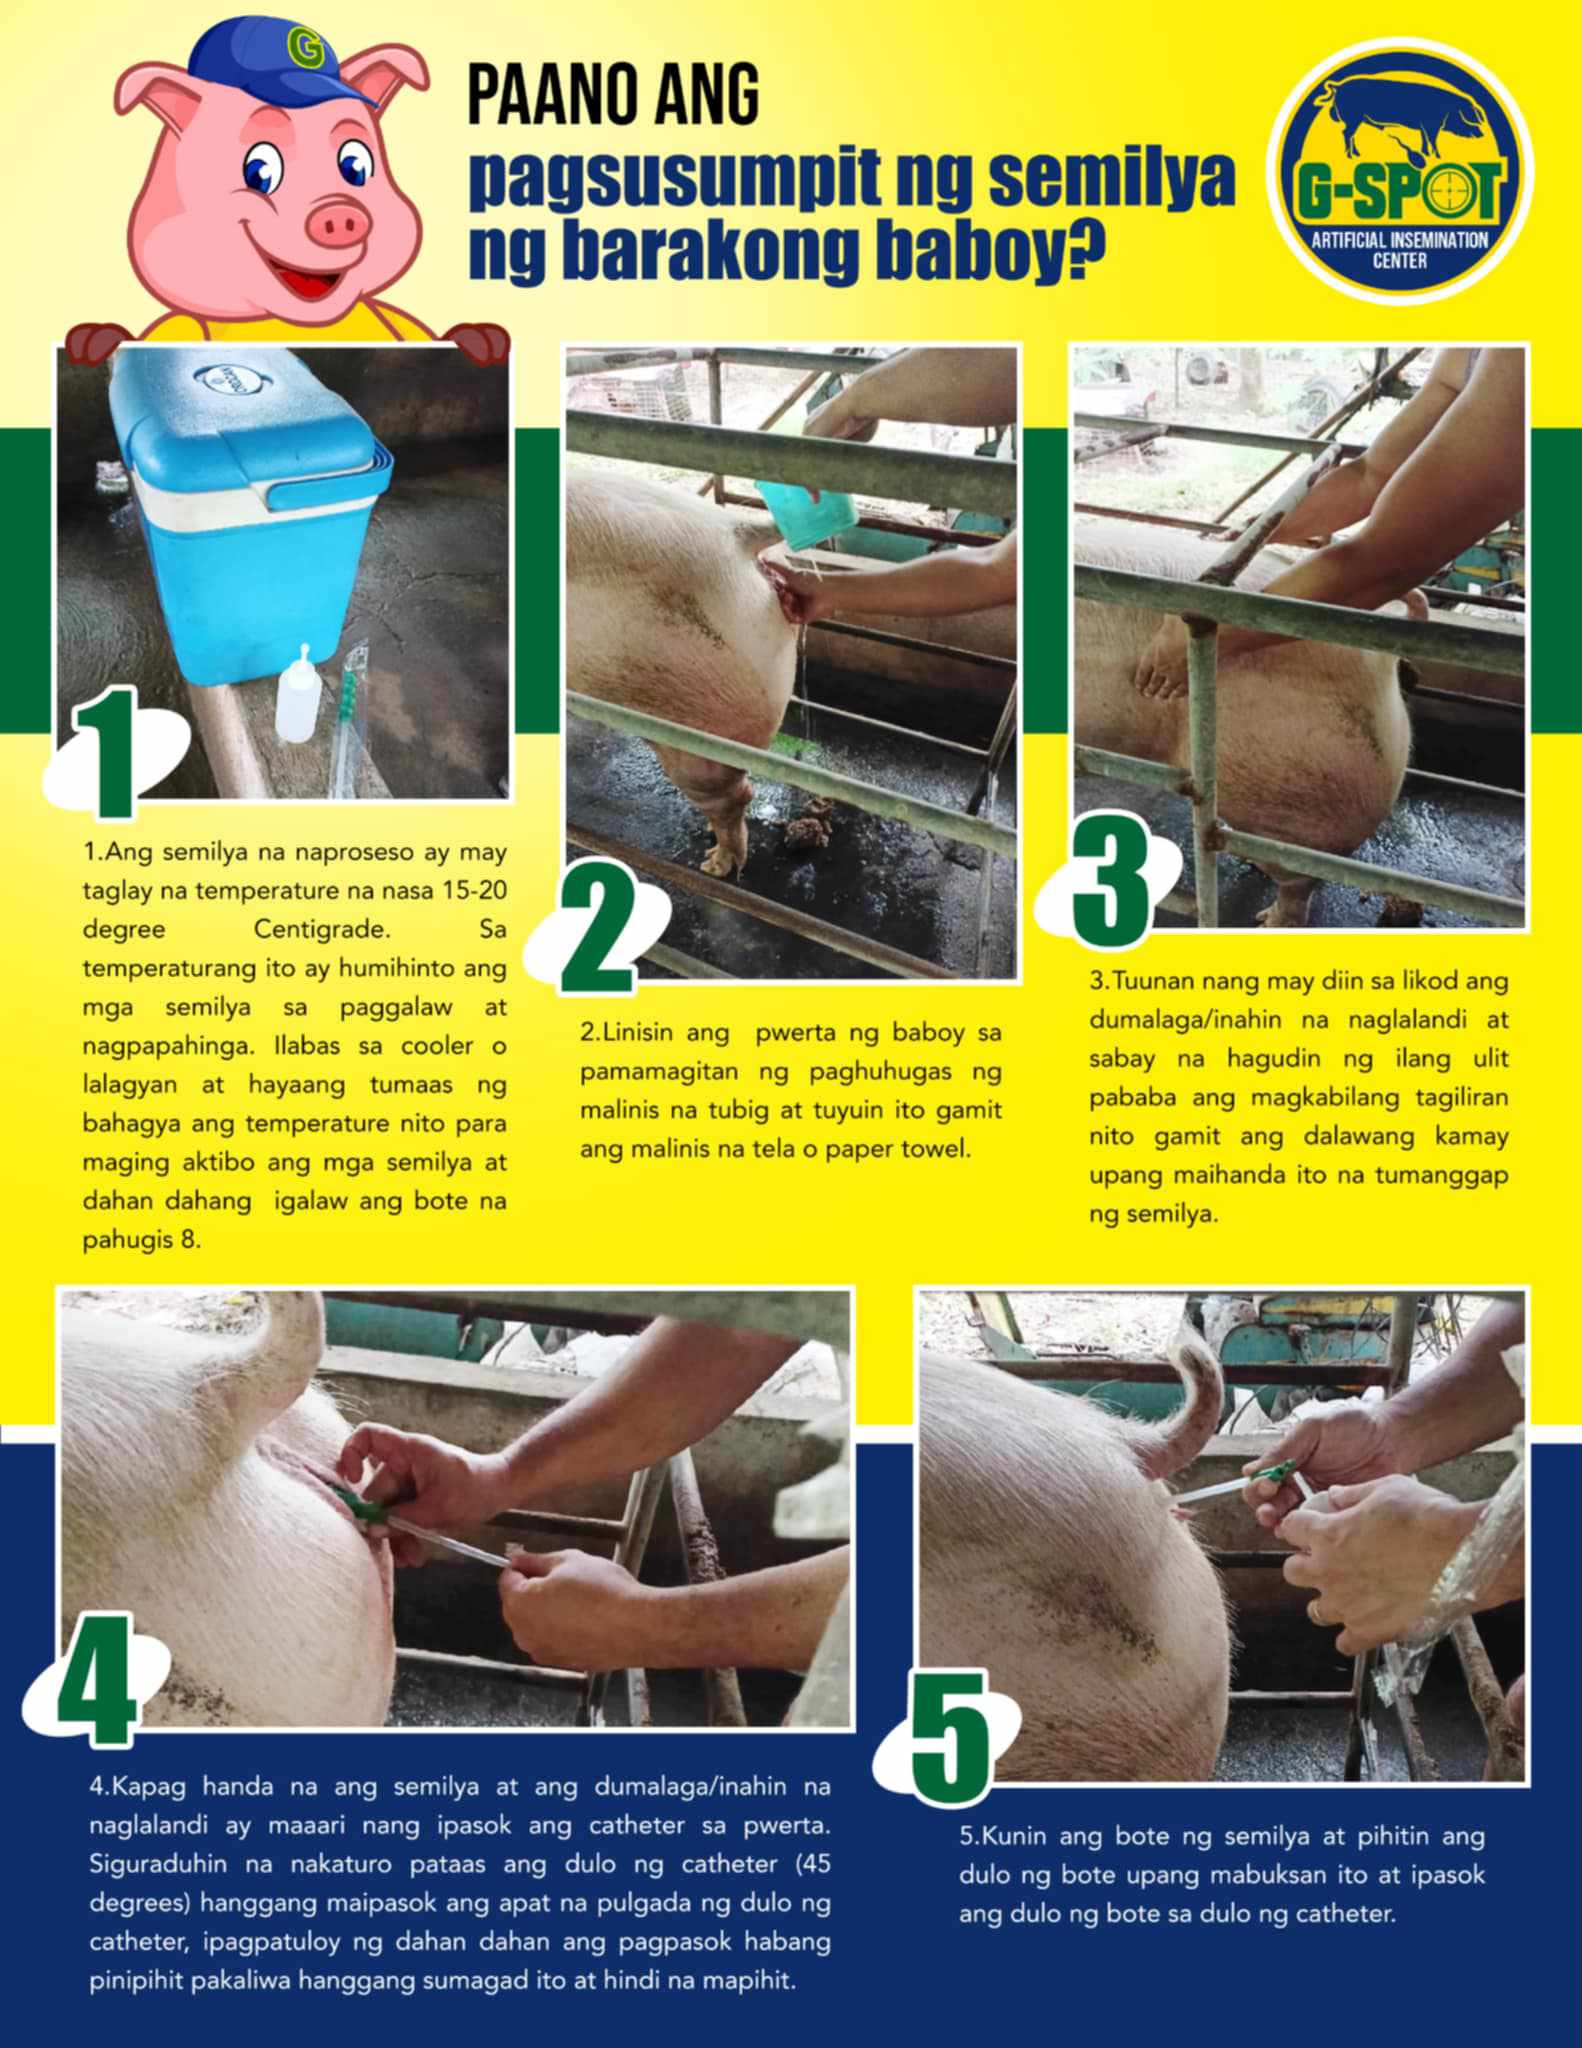 G
PAANO ANG
pagsusumpit ng semilya
ng barakong baboy?
G-SPOT
ARTIFICIAL INSEMINATION
CENTER
1
1.Ang semilya na naproseso ay may
taglay na temperature na nasa 15-20
degree Centigrade. Sa
temperaturang ito ay humihinto ang
mga semilya sa paggalaw at
nagpapahinga. Ilabas sa cooler o
lalagyan at hayaang tumaas ng
bahagya ang temperature nito para
maging aktibo ang mga semilya at
dahan dahang igalaw ang bote na
pahugis 8.
2
2.Linisin ang pwerta ng baboy sa
pamamagitan ng paghuhugas ng
malinis na tubig at tuyuin ito gamit
ang malinis na tela o paper towel.
3
3.Tuunan nang may diin sa likod ang
dumalaga/inahin na naglalandi at
sabay na hagudin ng ilang ulit
pababa ang magkabilang tagiliran
nito gamit ang dalawang kamay
upang maihanda ito na tumanggap
ng semilya.
4
4.Kapag handa na ang semilya at ang dumalaga/inahin na
naglalandi ay maaari nang ipasok ang catheter sa pwerta.
Siguraduhin na nakaturo pataas ang dulo ng catheter (45
degrees) hanggang maipasok ang apat na pulgada ng dulo ng
catheter, ipagpatuloy ng dahan dahan ang pagpasok habang
pinipihit pakaliwa hanggang sumagad ito at hindi na mapihit.
5
5.Kunin ang bote ng semilya at pihitin ang
dulo ng bote upang mabuksan ito at ipasok
ang dulo ng bote sa dulo ng catheter.